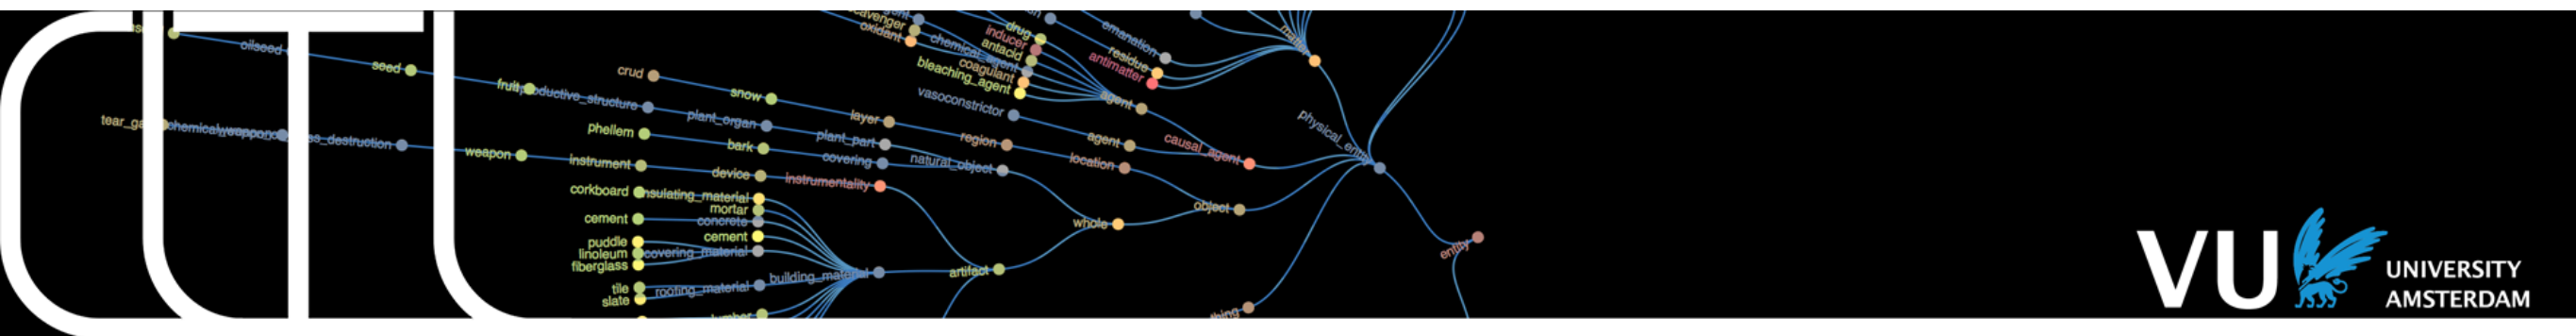 CLTL
oilseed
seed
fruit
crud
snow
layer
region
location
object
plant_organ
plant_part
natural_object
whole
phellem
bark
covering
weapon
instrument
device
instrumentality
corkboard
insulating_material
mortar
cement
concrete
cement
puddle
linoleum
covering_material
fiberglass
building_material
artifact
tile
roofing_material
slate
scavenger
oxidant
chemical_agent
drug
inducer
antacid
coagulant
bleaching_agent
vasoconstrictor
agent
agent
causal_agent
emanation
residue
antimatter
matter
physical_entity
entity
VU
UNIVERSITY
AMSTERDAM